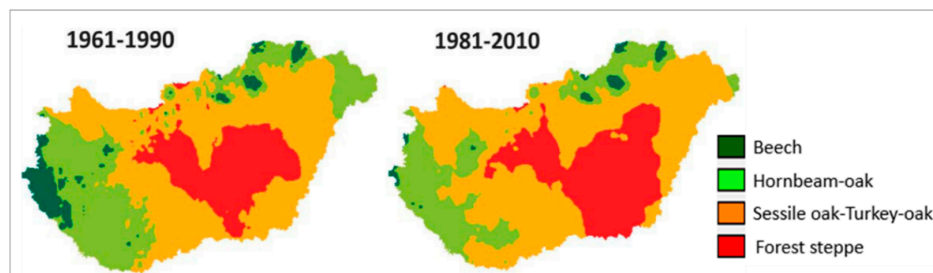 1961-1990
1981-2010
Beech
Hornbeam-oak
Sessile oak-Turkey-oak
Forest steppe